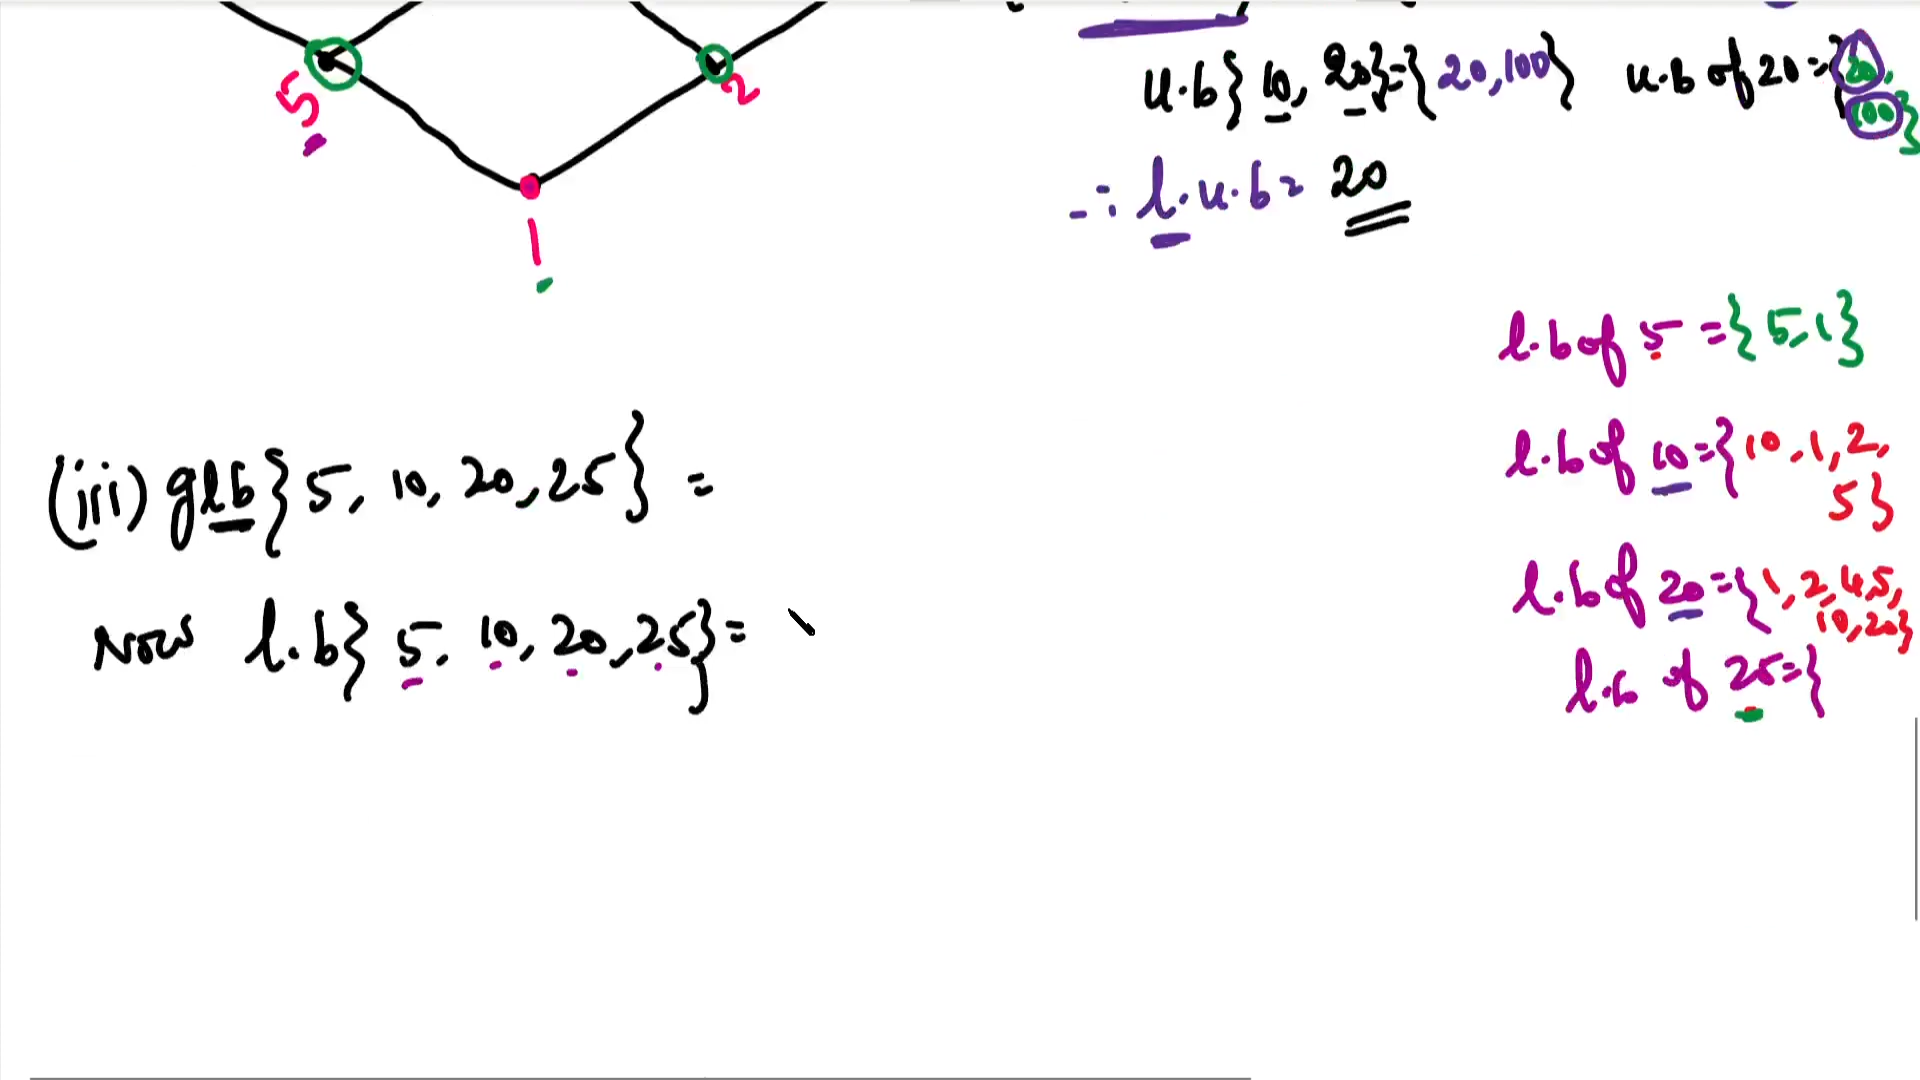 5
2
1
u.b{10, 20}={20,100}
∴ l.u.b= 20
u.b of 20={20,
100}
l.b of 5 ={5,1}
l.b of 10={10,1,2,
5}
l.b of 20={1,2,4,5,
10,20}
l.b of 25={
(iii) glb{5, 10, 20, 25} =
Now l.b{5, 10, 20, 25}=